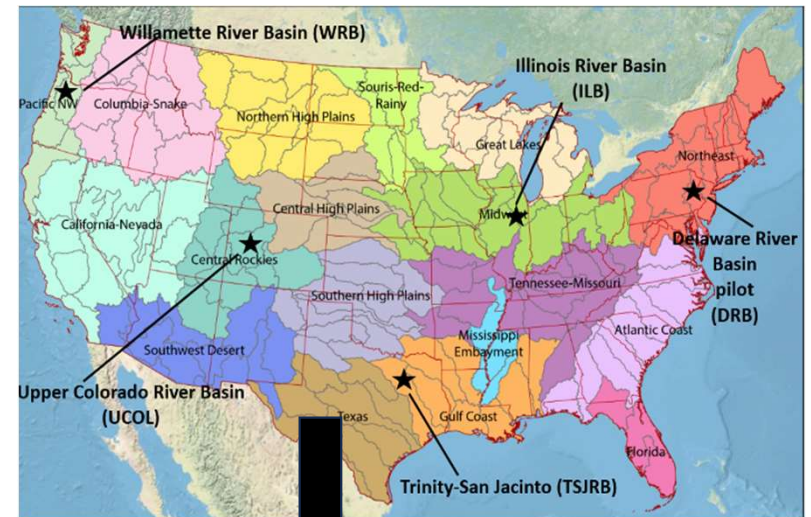 Willamette River Basin (WRB)
Illinois River Basin
(ILB)
Souris-Red-
Rainy
Pacific NW
Columbia-Snake
Northern High Plains
Great Lakes
Northeast
Central High Plains
Midwest
California-Nevada
Delaware River
Basin
pilot
(DRB)
Central Rockies
Tennessee-Missouri
Southern High Plains
Atlantic Coast
Mississippi
Embayment
Southwest Desert
Upper Colorado River Basin
(UCOL)
Texas
Gulf Coast
Florida
Trinity-San Jacinto (TSJRB)